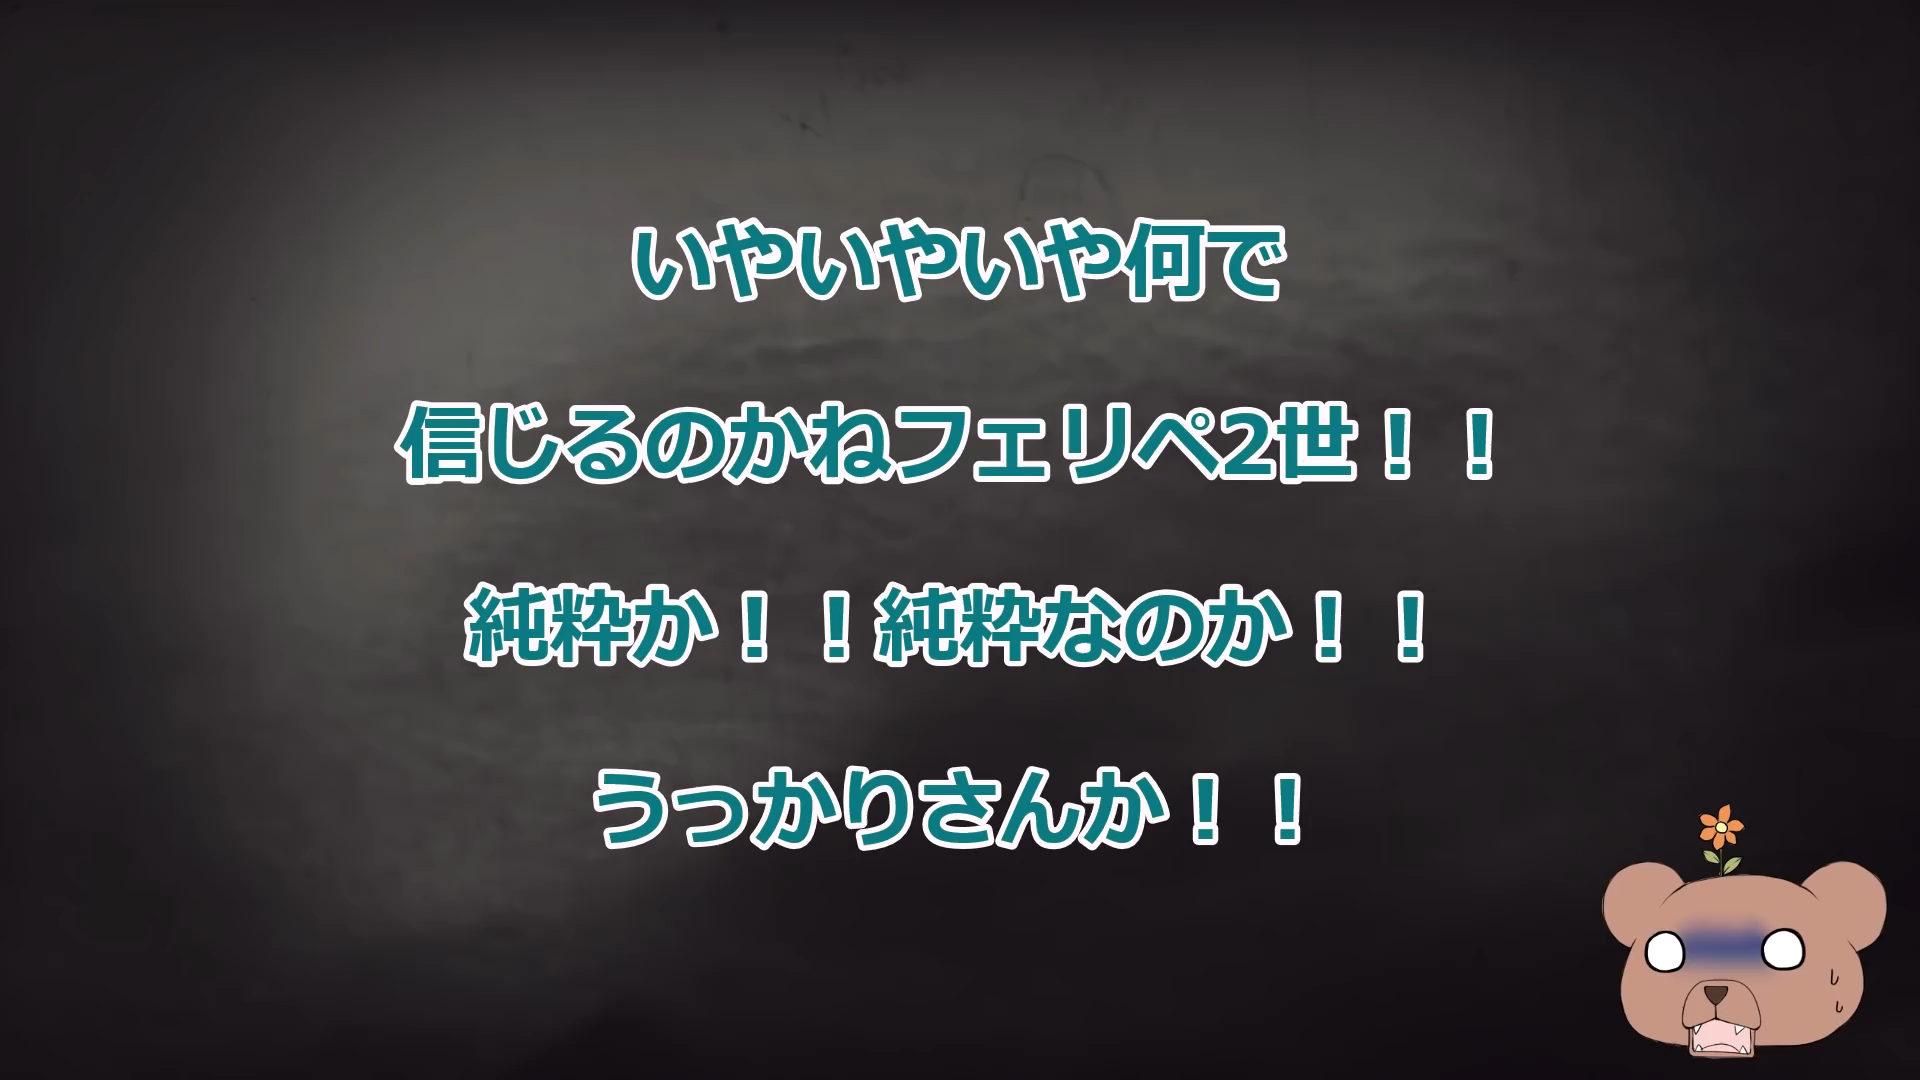 いやいやいや何で
信じるのかねフェリペ2世！！
純粋か！！純粋なのか！！
うっかりさんか！！